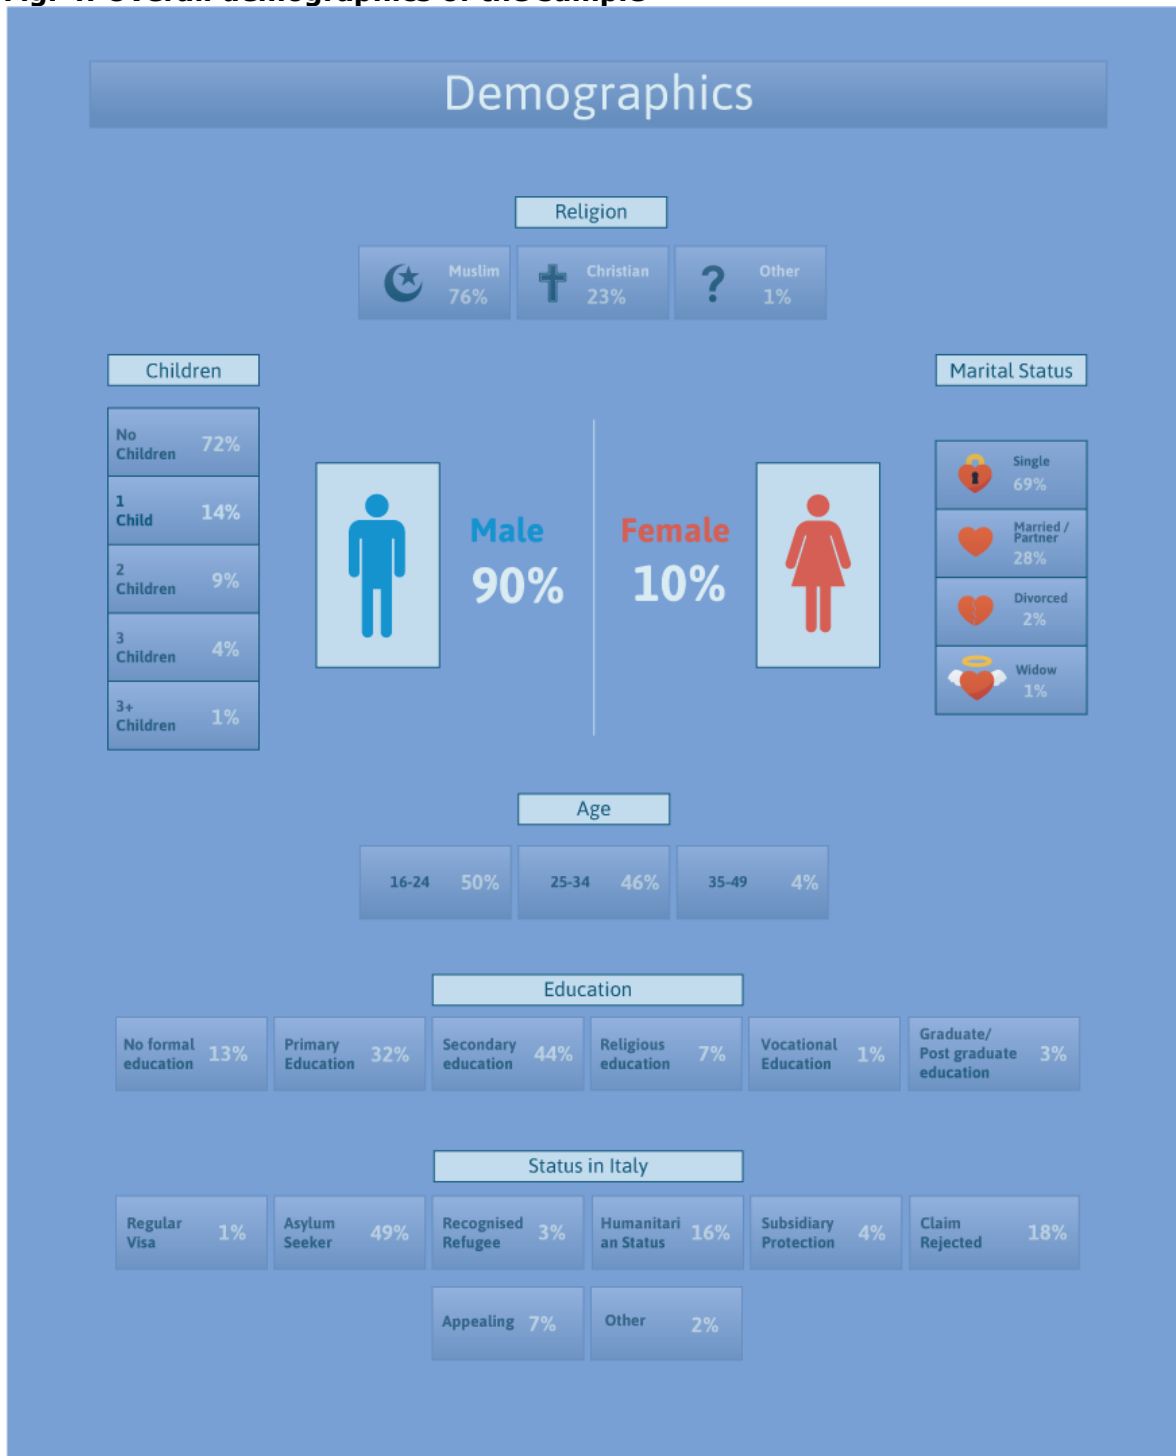 Demographics
Religion
Muslim
76%
Christian
23%
?
Other
1%
Children
No
Children
72%
1
Child
14%
2
Children
9%
3
Children
4%
3+
Children
1%
Male
90%
Female
10%
Marital Status
Single
69%
Married /
Partner
28%
Divorced
2%
Widow
1%
Age
16-24 50%
25-34 46%
35-49 4%
Education
No formal
education
13%
Primary
Education
32%
Secondary
education
44%
Religious
education
7%
Vocational
Education
1%
Graduate/
Post graduate
education
3%
Status in Italy
Regular
Visa
1%
Asylum
Seeker
49%
Recognised
Refugee
3%
Humanitari
an Status
16%
Subsidiary
Protection
4%
Claim
Rejected
18%
Appealing 7%
Other 2%